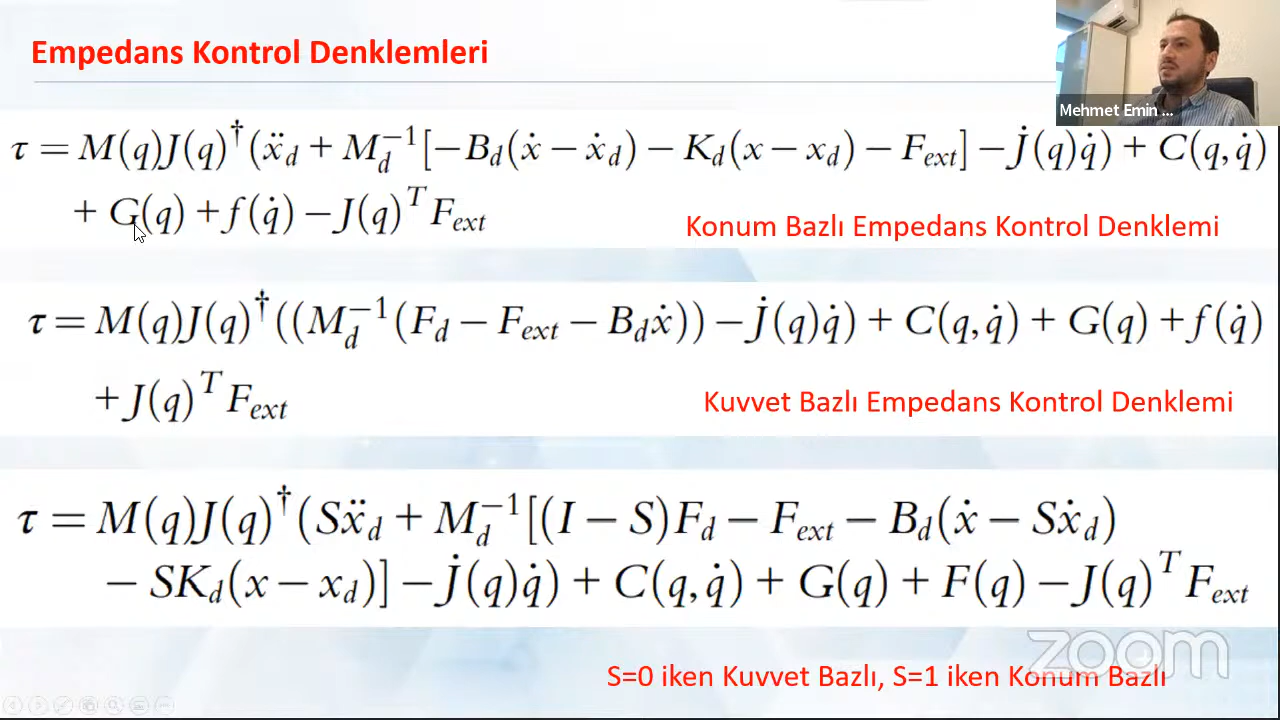 Empedans Kontrol Denklemleri
Mehmet Emin ...
τ = M(q)J(q)†(ẍ_d + M_d^{-1}[−B_d(ẋ − ẋ_d) − K_d(x − x_d) − F_ext] − J̇(q)q̇) + C(q, q̇)
+ G(q) + f(q̇) − J(q)^T F_ext
Konum Bazlı Empedans Kontrol Denklemi
τ = M(q)J(q)†((M_d^{-1}(F_d − F_ext − B_dẋ)) − J̇(q)q̇) + C(q, q̇) + G(q) + f(q̇)
+ J(q)^T F_ext
Kuvvet Bazlı Empedans Kontrol Denklemi
τ = M(q)J(q)†(Sẍ_d + M_d^{-1}[(I − S)F_d − F_ext − B_d(ẋ − Sẋ_d)
− SK_d(x − x_d)] − J̇(q)q̇) + C(q, q̇) + G(q) + F(q) − J(q)^T F_ext
zoom
S=0 iken Kuvvet Bazlı, S=1 iken Konum Bazlı